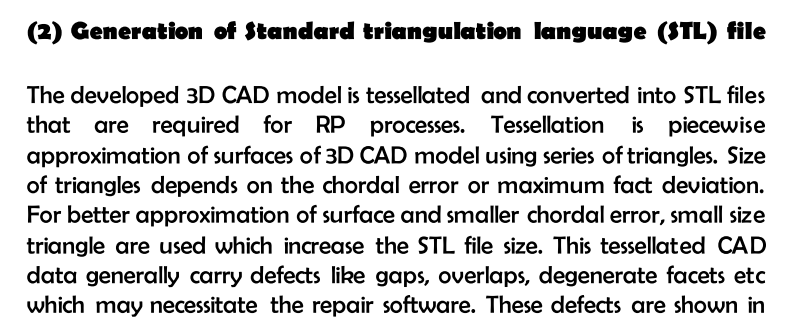 (2) Generation of Standard triangulation language (STL) file
The developed 3D CAD model is tessellated and converted into STL files
that are required for RP processes. Tessellation is piecewise
approximation of surfaces of 3D CAD model using series of triangles. Size
of triangles depends on the chordal error or maximum fact deviation.
For better approximation of surface and smaller chordal error, small size
triangle are used which increase the STL file size. This tessellated CAD
data generally carry defects like gaps, overlaps, degenerate facets etc
which may necessitate the repair software. These defects are shown in